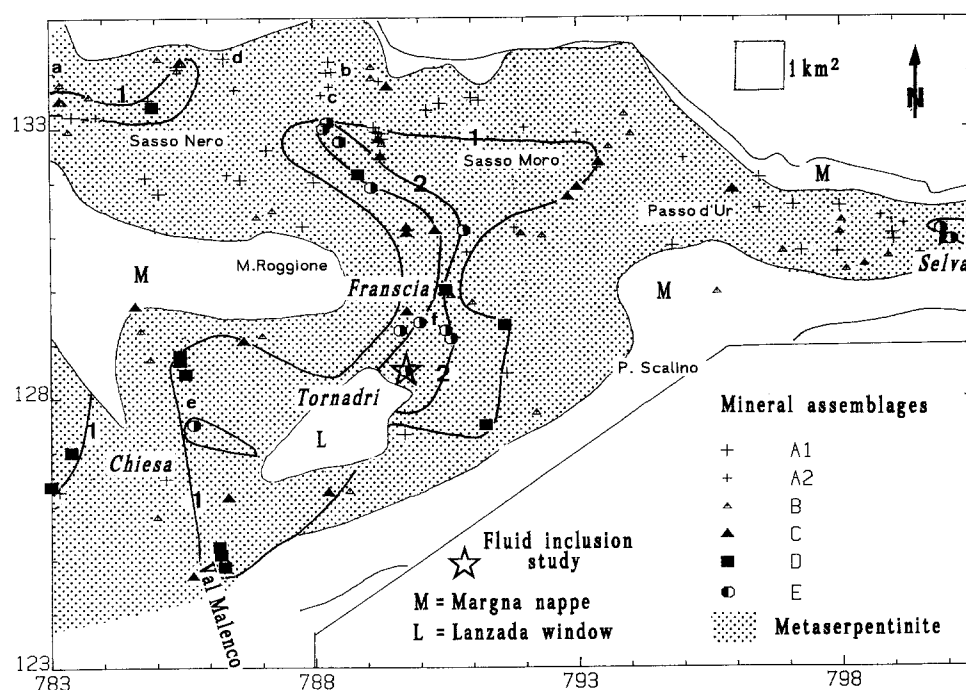 a
d
b
c
1
1 km²
N
133
Sasso Nero
1
Sasso Moro
M
2
Passo d'Ur
M
M.Roggione
M
Selva
Franscia
f
P. Scalino
2
128
Tornadri
e
L
1
Chiesa
1
Val Malenco
Mineral assemblages
A1
A2
B
C
D
E
Metaserpentinite
Fluid inclusion
study
M = Margna nappe
L = Lanzada window
123
783
788
793
798